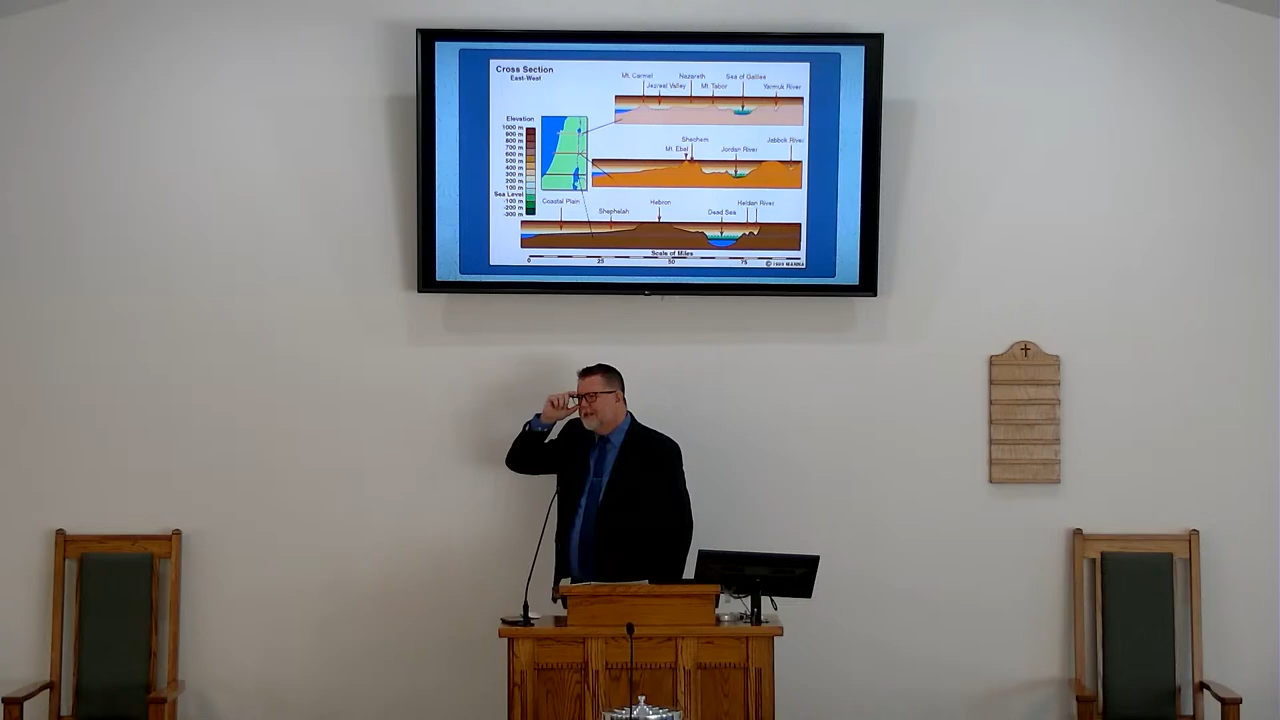 Cross Section
East-West
Mt. Carmel
Nazareth
Sea of Galilee
Jezreel Valley
Mt. Tabor
Yarmuk River
Elevation
1000 m
900 m
800 m
700 m
600 m
500 m
400 m
300 m
200 m
100 m
Sea Level
-100 m
-200 m
-300 m
Shechem
Mt. Ebal
Jordan River
Jabbok River
Coastal Plain
Shephelah
Hebron
Dead Sea
Heidan River
Scale of Miles
0 25 50 75